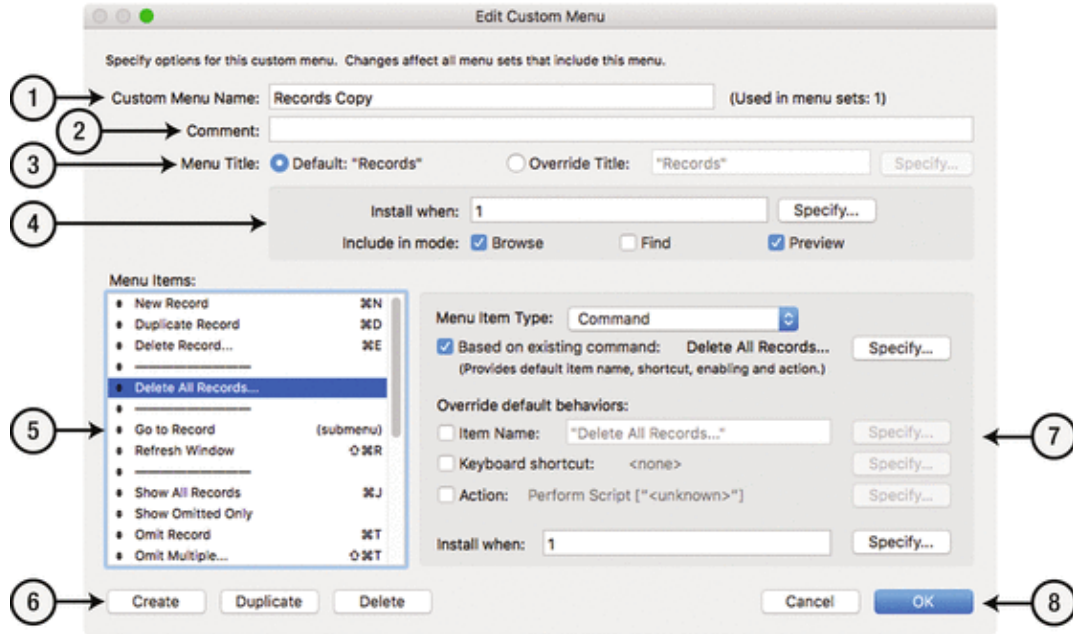 Edit Custom Menu
Specify options for this custom menu. Changes affect all menu sets that include this menu.
1 Custom Menu Name: Records Copy (Used in menu sets: 1)
2 Comment:
3 Menu Title: Default: "Records" Override Title: "Records" Specify...
4 Install when: 1 Specify...
Include in mode: Browse Find Preview
Menu Items:
New Record ⌘N
Duplicate Record ⌘D
Delete Record... ⌘E
Delete All Records...
5 Go to Record (submenu)
Refresh Window ⇧⌘R
Show All Records ⌘J
Show Omitted Only
Omit Record ⌘T
Omit Multiple... ⇧⌘T
Menu Item Type: Command
Based on existing command: Delete All Records... Specify...
(Provides default item name, shortcut, enabling and action.)
Override default behaviors:
Item Name: "Delete All Records..." Specify... 7
Keyboard shortcut: <none> Specify...
Action: Perform Script ["<unknown>"] Specify...
Install when: 1 Specify...
6 Create Duplicate Delete Cancel OK 8